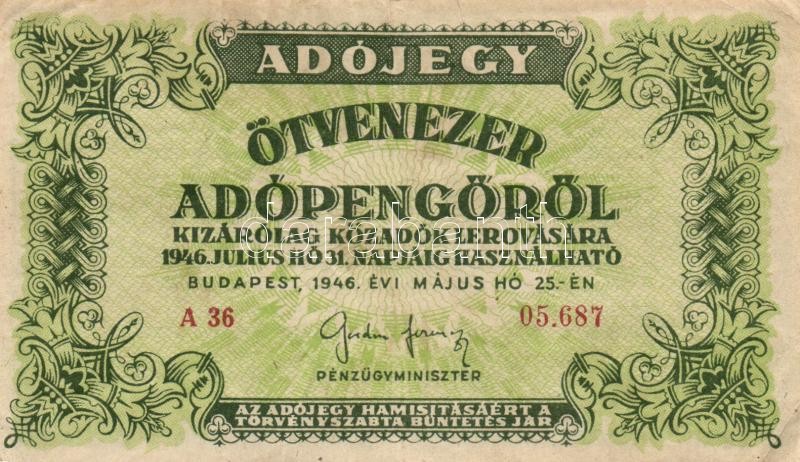 ADÓJEGY
ÖTVENEZER
ADÓPENGŐRŐL
KIZÁRÓLAG KÖZADÓK LEROVÁSÁRA
1946. JULIUS HÓ 31. NAPJÁIG HASZNÁLHATÓ
BUDAPEST, 1946. ÉVI MÁJUS HÓ 25.-ÉN
A 36 05.687
PÉNZÜGYMINISZTER
AZ ADÓJEGY HAMISITÁSÁÉRT A
TÖRVÉNYSZABTA BÜNTETÉS JÁR
darabanth